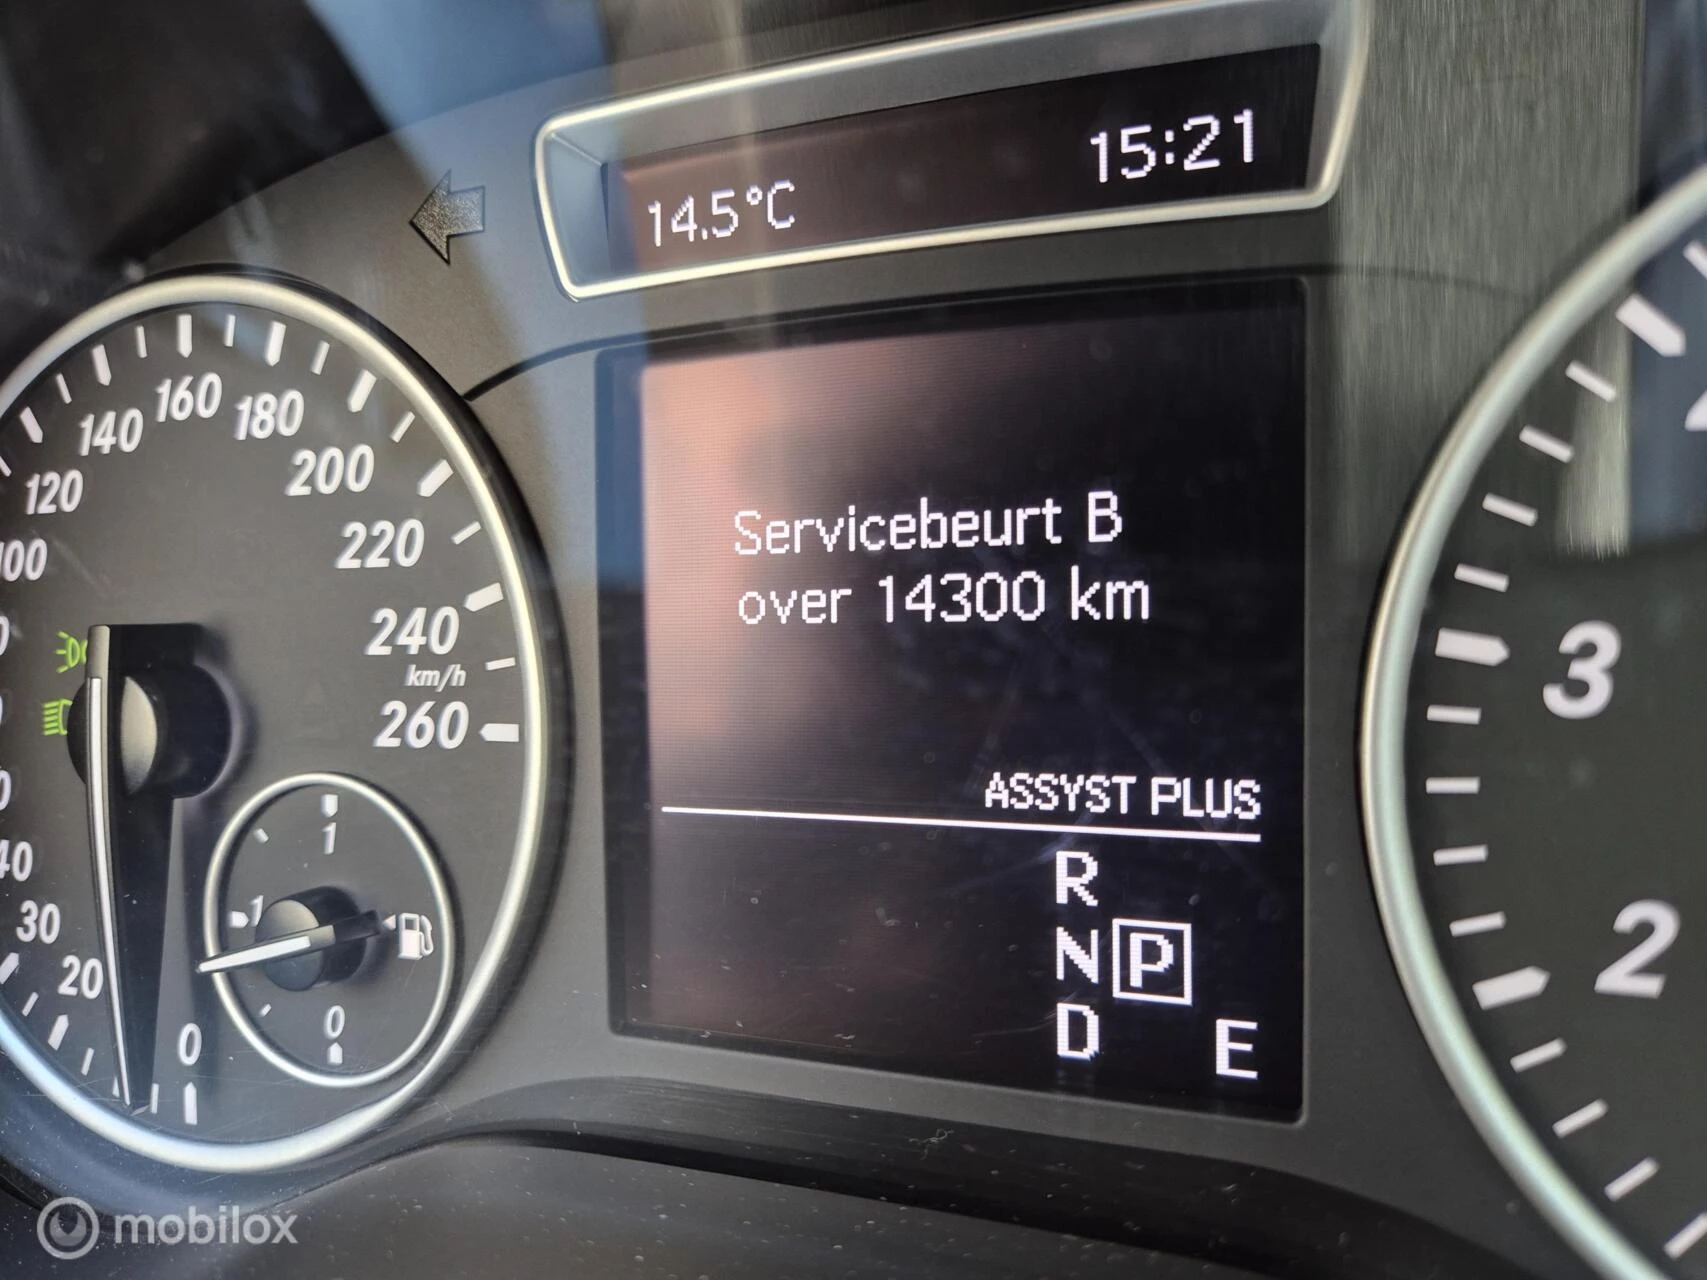 14.5°C
15:21
140 160 180
120 200
100 220
240
km/h
260
Servicebeurt B
over 14300 km
ASSYST PLUS
R
N P
D
E
40
30
20
0
1
0
3
2
mobilox